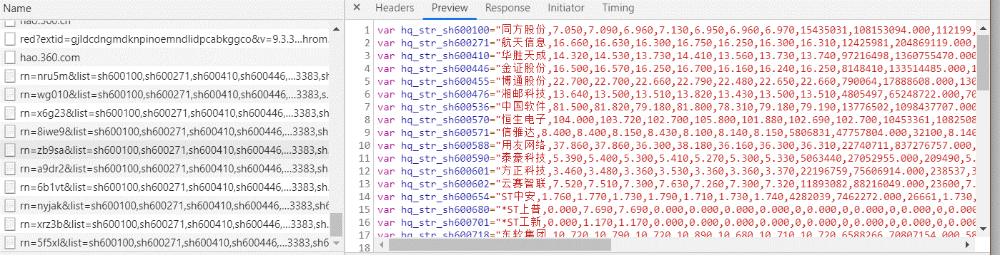 Name
hao.360.cn
red?extid=gjldcdngmdknpinoemndlidpcabkggco&v=9.3.3...hrom.
hao.360.com
rn=nru5m&list=sh600100,sh600271,sh600410,sh600446,...3383,sh
rn=wg010&list=sh600100,sh600271,sh600410,sh600446,...3383,s.
rn=x6g23&list=sh600100,sh600271,sh600410,sh600446,...3383,sh
rn=8iwe9&list=sh600100,sh600271,sh600410,sh600446,...3383,sh
rn=zb9sa&list=sh600100,sh600271,sh600410,sh600446,...3383,sh.
rn=a9dr2&list=sh600100,sh600271,sh600410,sh600446,...3383,sh.
rn=6b1vt&list=sh600100,sh600271,sh600410,sh600446,...3383,sh.
rn=nyjak&list=sh600100,sh600271,sh600410,sh600446,...3383,sh.
rn=xrz3b&list=sh600100,sh600271,sh600410,sh600446,...3383,sh.
rn=5f5xl&list=sh600100,sh600271,sh600410,sh600446,...3383,sh6
× Headers Preview Response Initiator Timing
1 var hq_str_sh600100="同方股份,7.050,7.090,6.960,7.130,6.950,6.960,6.970,15435031,108153094.000,112199,
2 var hq_str_sh600271="航天信息,16.660,16.630,16.300,16.750,16.250,16.300,16.310,12425981,204869119.000,
3 var hq_str_sh600410="华胜天成,14.320,14.530,13.730,14.410,13.560,13.730,13.740,97216498,1360755470.000
4 var hq_str_sh600446="金证股份,16.500,16.570,16.250,16.700,16.160,16.240,16.250,8148410,133514485.000,1
5 var hq_str_sh600455="博通股份,22.700,22.700,22.660,22.790,22.480,22.650,22.660,790064,17888608.000,130
6 var hq_str_sh600476="湘邮科技,13.640,13.500,13.510,13.820,13.430,13.500,13.510,4805497,65248722.000,70
7 var hq_str_sh600536="中国软件,81.500,81.820,79.180,81.800,78.310,79.180,79.190,13776502,1098437707.000
8 var hq_str_sh600570="恒生电子,104.000,103.720,102.700,105.800,101.880,102.690,102.700,10453361,1082508
9 var hq_str_sh600571="信雅达,8.400,8.400,8.150,8.430,8.100,8.140,8.150,5806831,47757804.000,32100,8.140
10 var hq_str_sh600588="用友网络,37.860,37.860,36.300,38.180,36.160,36.300,36.310,22740711,837276757.000,
11 var hq_str_sh600590="泰豪科技,5.390,5.400,5.300,5.410,5.270,5.300,5.330,5063440,27052955.000,209490,5.
12 var hq_str_sh600601="方正科技,3.460,3.480,3.360,3.530,3.360,3.360,3.370,22196759,75606914.000,238537,3
13 var hq_str_sh600602="云赛智联,7.520,7.510,7.300,7.630,7.260,7.300,7.320,11893082,88216049.000,23600,7.
14 var hq_str_sh600654="ST中安,1.760,1.770,1.730,1.790,1.710,1.730,1.740,4282039,7462272.000,26661,1.730,
15 var hq_str_sh600680="*ST上普,0.000,7.690,7.690,0.000,0.000,0.000,0.000,0,0.000,0,0.000,0,0.000,0,0.000
16 var hq_str_sh600701="*ST工新,0.000,1.170,1.170,0.000,0.000,0.000,0.000,0,0.000,0,0.000,0,0.000,0,0.000
17 var hq_str_sh600718="东软集团,10.720,10.790,10.720,10.890,10.680,10.710,10.720,6588266,70807154.000,58
18